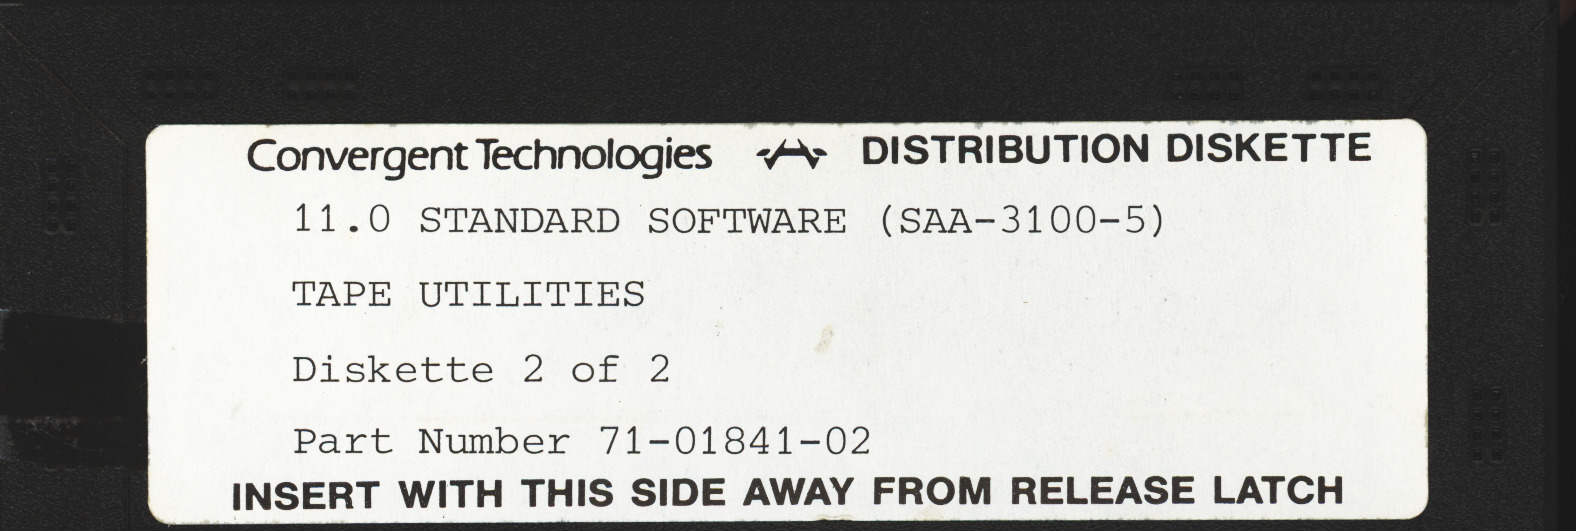 Convergent Technologies DISTRIBUTION DISKETTE
11.0 STANDARD SOFTWARE (SAA-3100-5)
TAPE UTILITIES
Diskette 2 of 2
Part Number 71-01841-02
INSERT WITH THIS SIDE AWAY FROM RELEASE LATCH